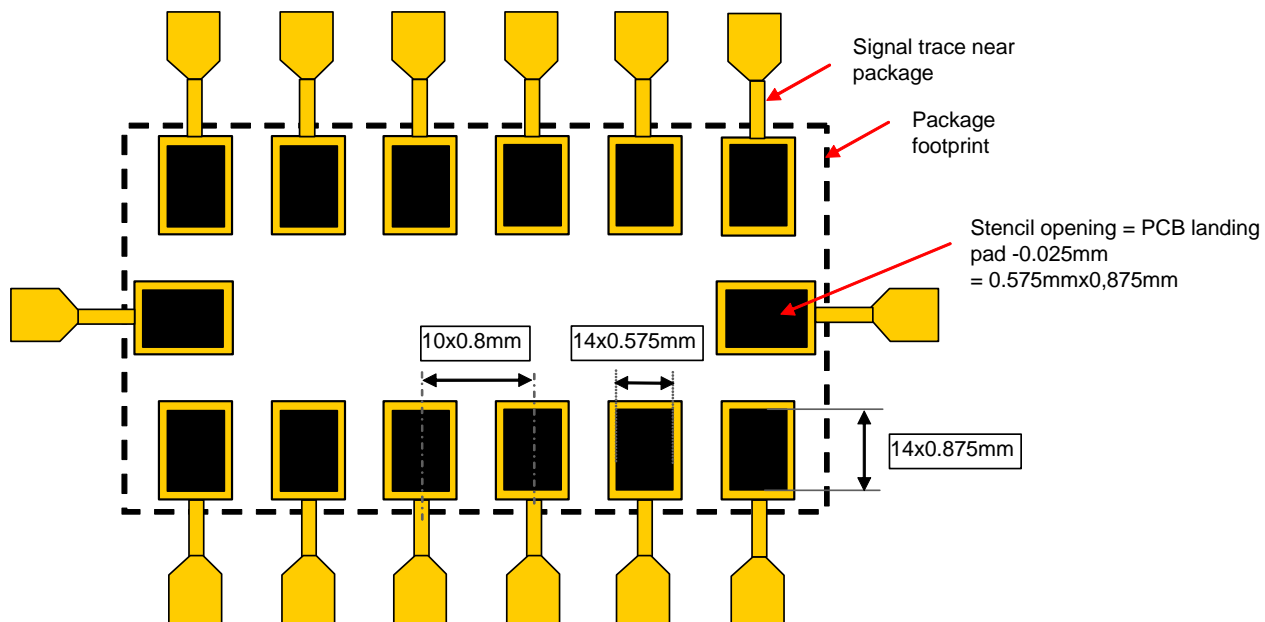 Signal trace near
package
Package
footprint
Stencil opening = PCB landing
pad -0.025mm
= 0.575mmx0,875mm
10x0.8mm
14x0.575mm
14x0.875mm